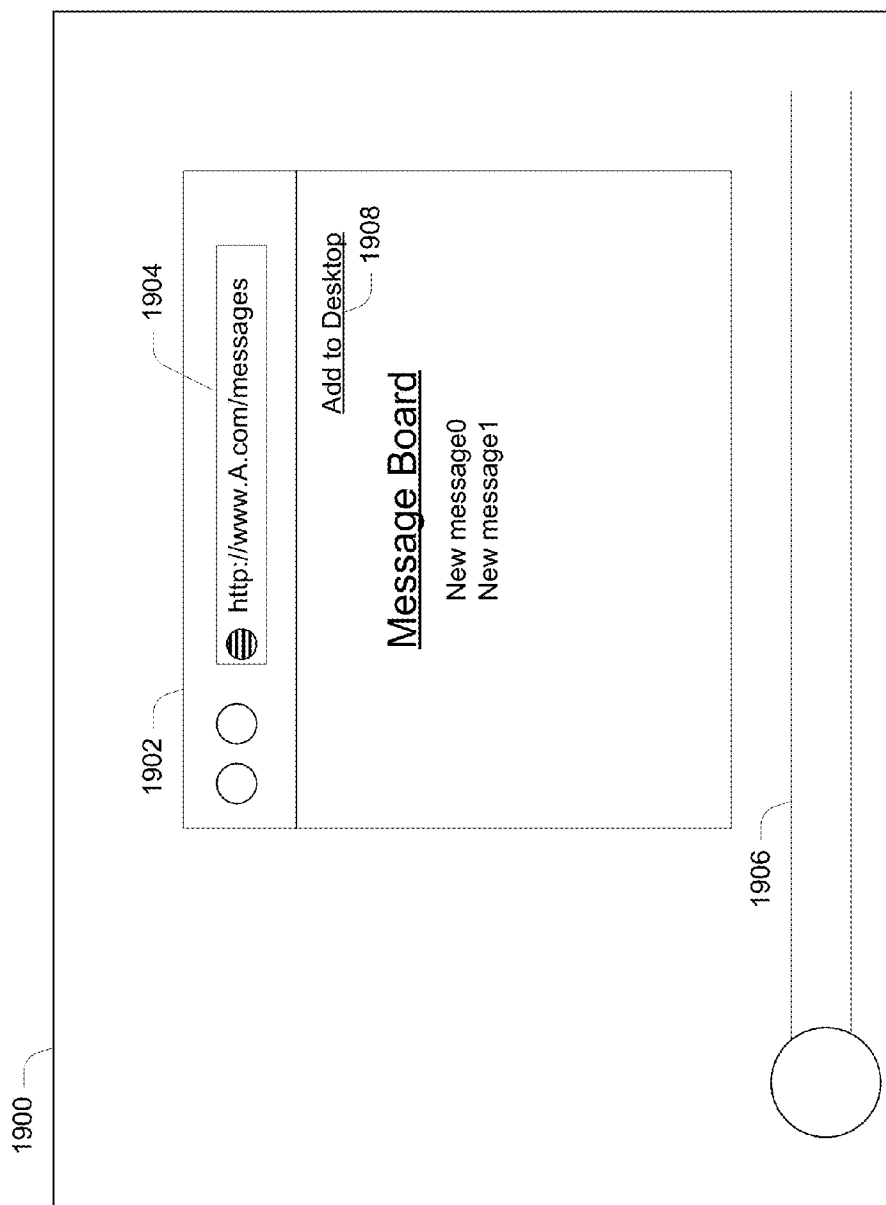 1900
1902
1904
http://www.A.com/messages
Add to Desktop
1908
Message Board
New message0
New message1
1906